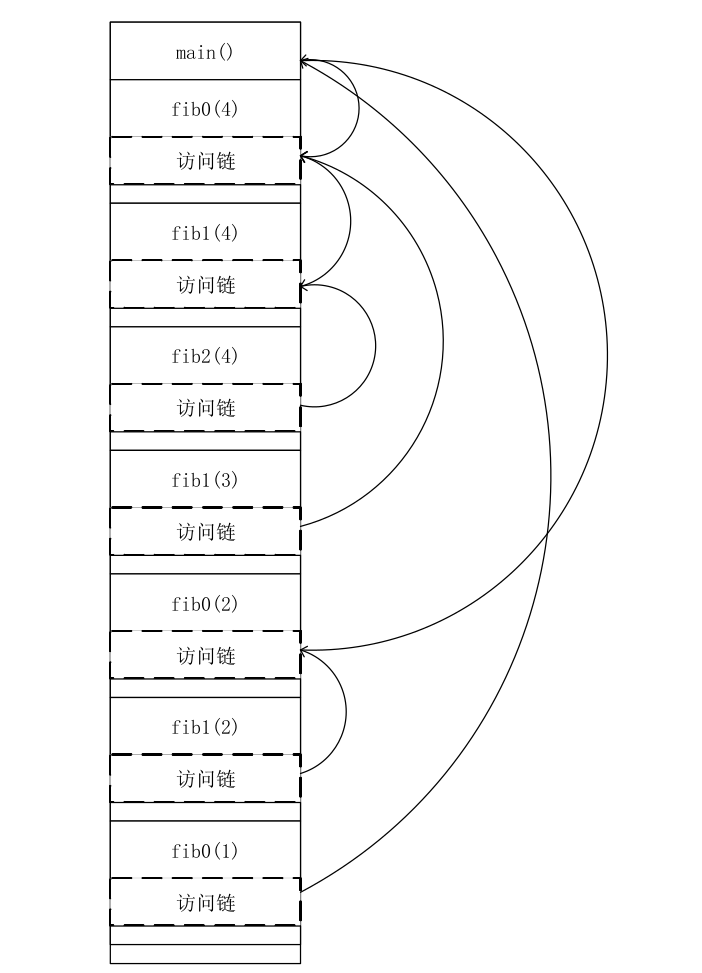 main()
fib0(4)
访问链
fib1(4)
访问链
fib2(4)
访问链
fib1(3)
访问链
fib0(2)
访问链
fib1(2)
访问链
fib0(1)
访问链